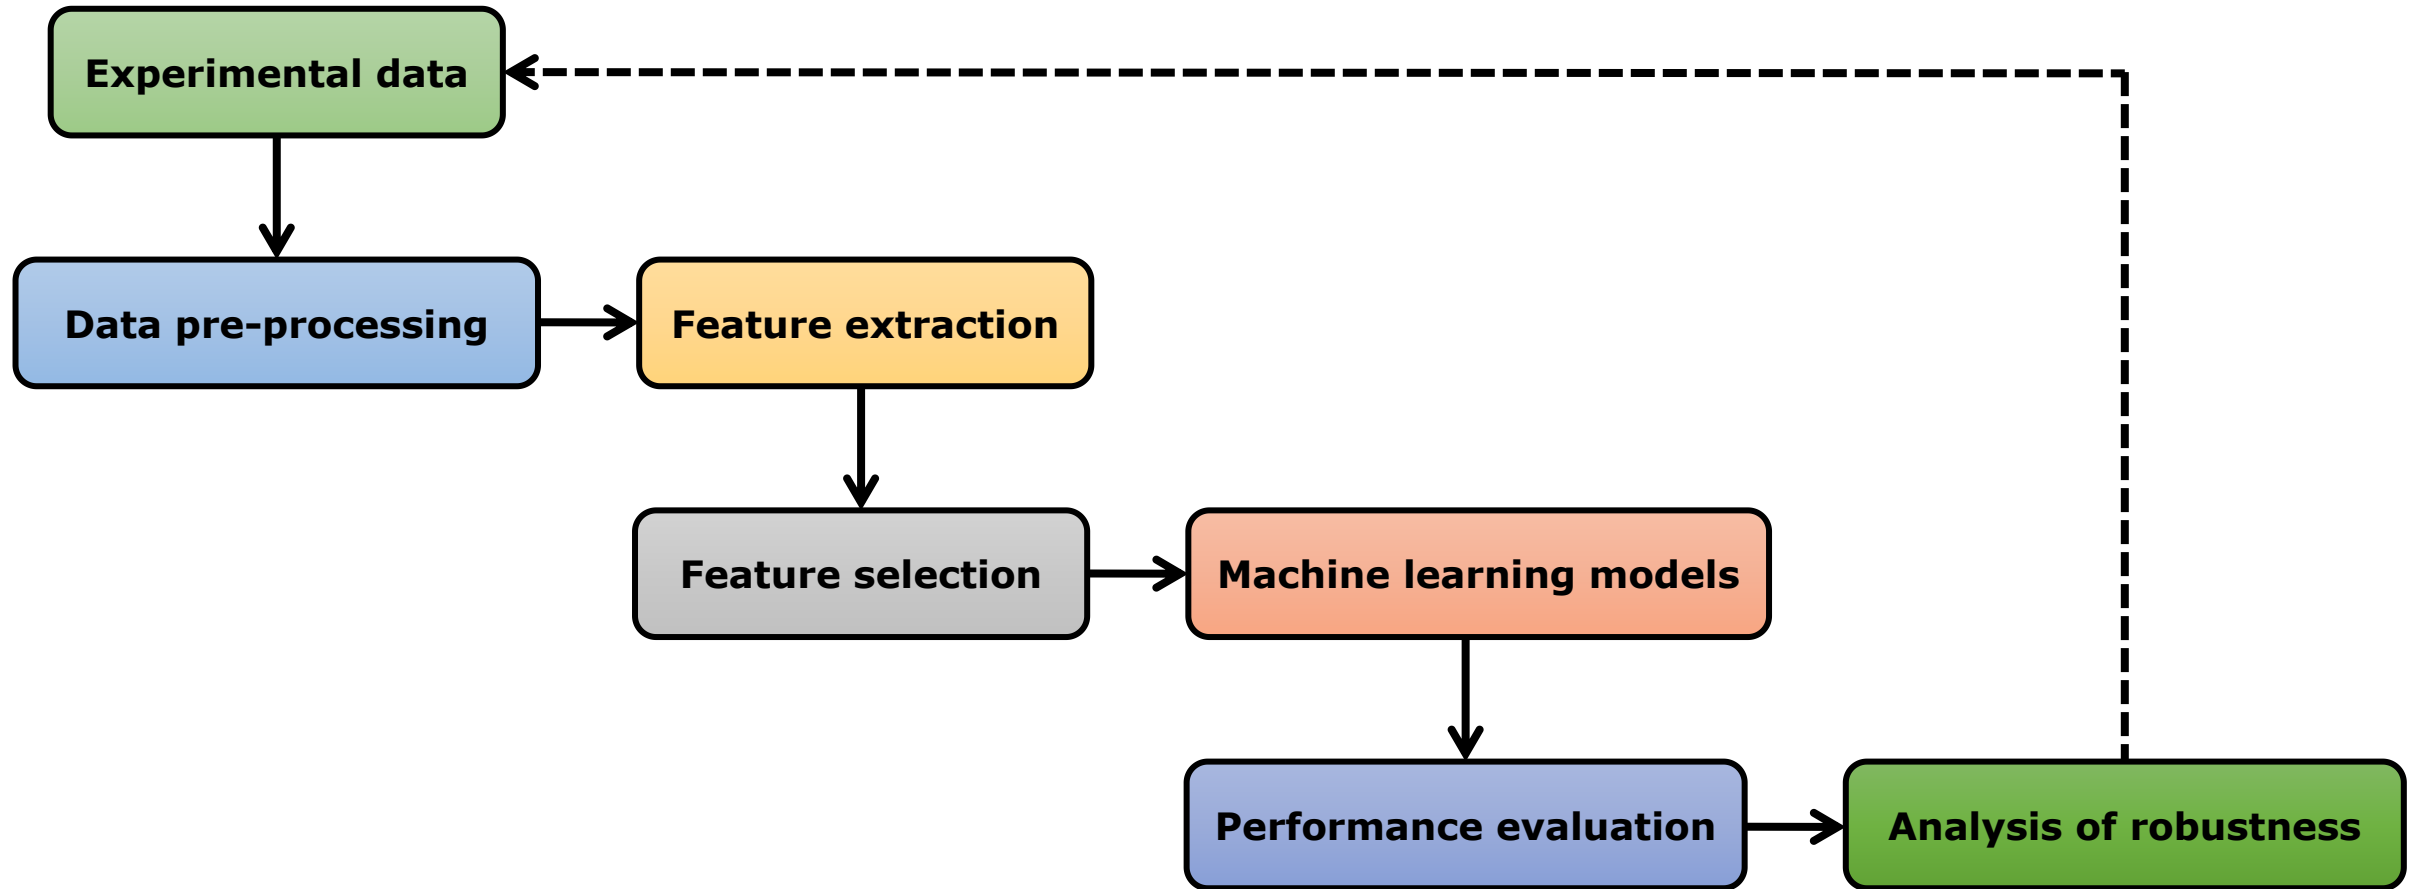 Experimental data
Data pre-processing
Feature extraction
Feature selection
Machine learning models
Performance evaluation
Analysis of robustness